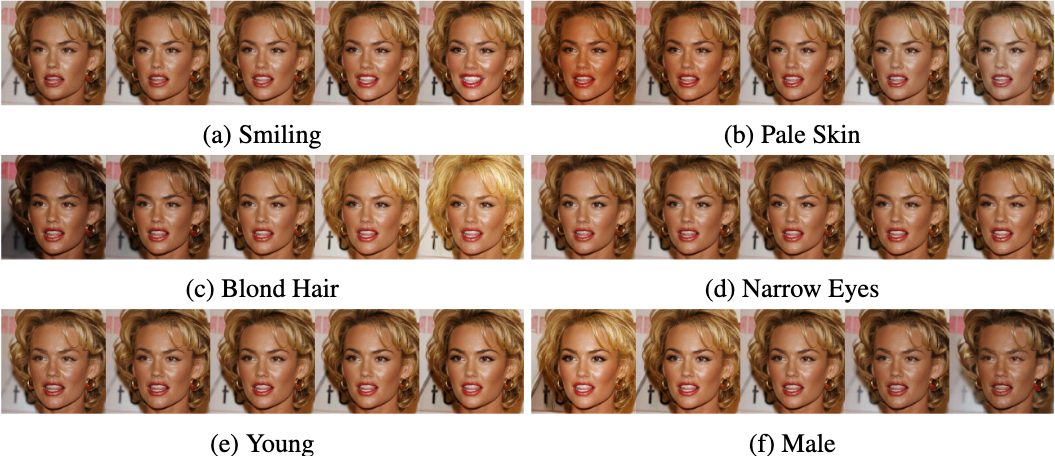 (a) Smiling
(b) Pale Skin
(c) Blond Hair
(d) Narrow Eyes
(e) Young
(f) Male